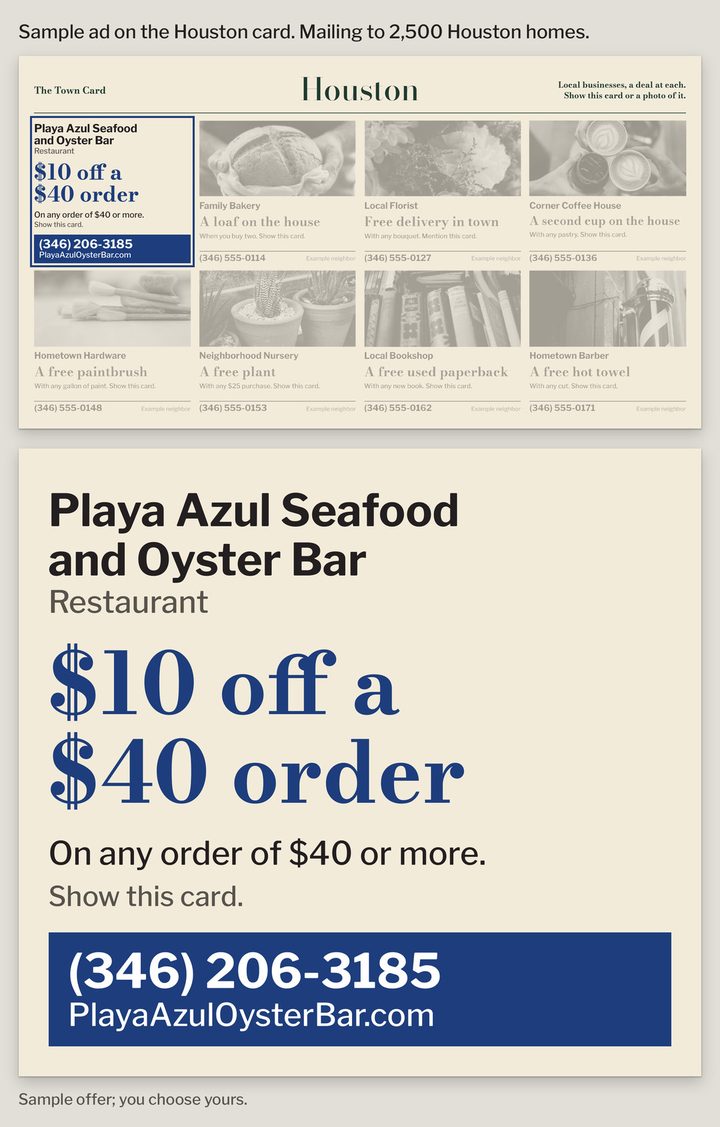 Sample ad on the Houston card. Mailing to 2,500 Houston homes.
The Town Card
Houston
Local businesses, a deal at each.
Show this card or a photo of it.
Playa Azul Seafood
and Oyster Bar
Restaurant
$10 off a
$40 order
On any order of $40 or more.
Show this card.
(346) 206-3185
PlayaAzulOysterBar.com
Family Bakery
A loaf on the house
When you buy two. Show this card.
(346) 555-0114
Example neighbor
Local Florist
Free delivery in town
With any bouquet. Mention this card.
(346) 555-0127
Example neighbor
Corner Coffee House
A second cup on the house
With any pastry. Show this card.
(346) 555-0136
Example neighbor
Hometown Hardware
A free paintbrush
With any gallon of paint. Show this card.
(346) 555-0148
Example neighbor
Neighborhood Nursery
A free plant
With any $25 purchase. Show this card.
(346) 555-0153
Example neighbor
Local Bookshop
A free used paperback
With any new book. Show this card.
(346) 555-0162
Example neighbor
Hometown Barber
A free hot towel
With any cut. Show this card.
(346) 555-0171
Example neighbor
Playa Azul Seafood
and Oyster Bar
Restaurant
$10 off a
$40 order
On any order of $40 or more.
Show this card.
(346) 206-3185
PlayaAzulOysterBar.com
Sample offer; you choose yours.